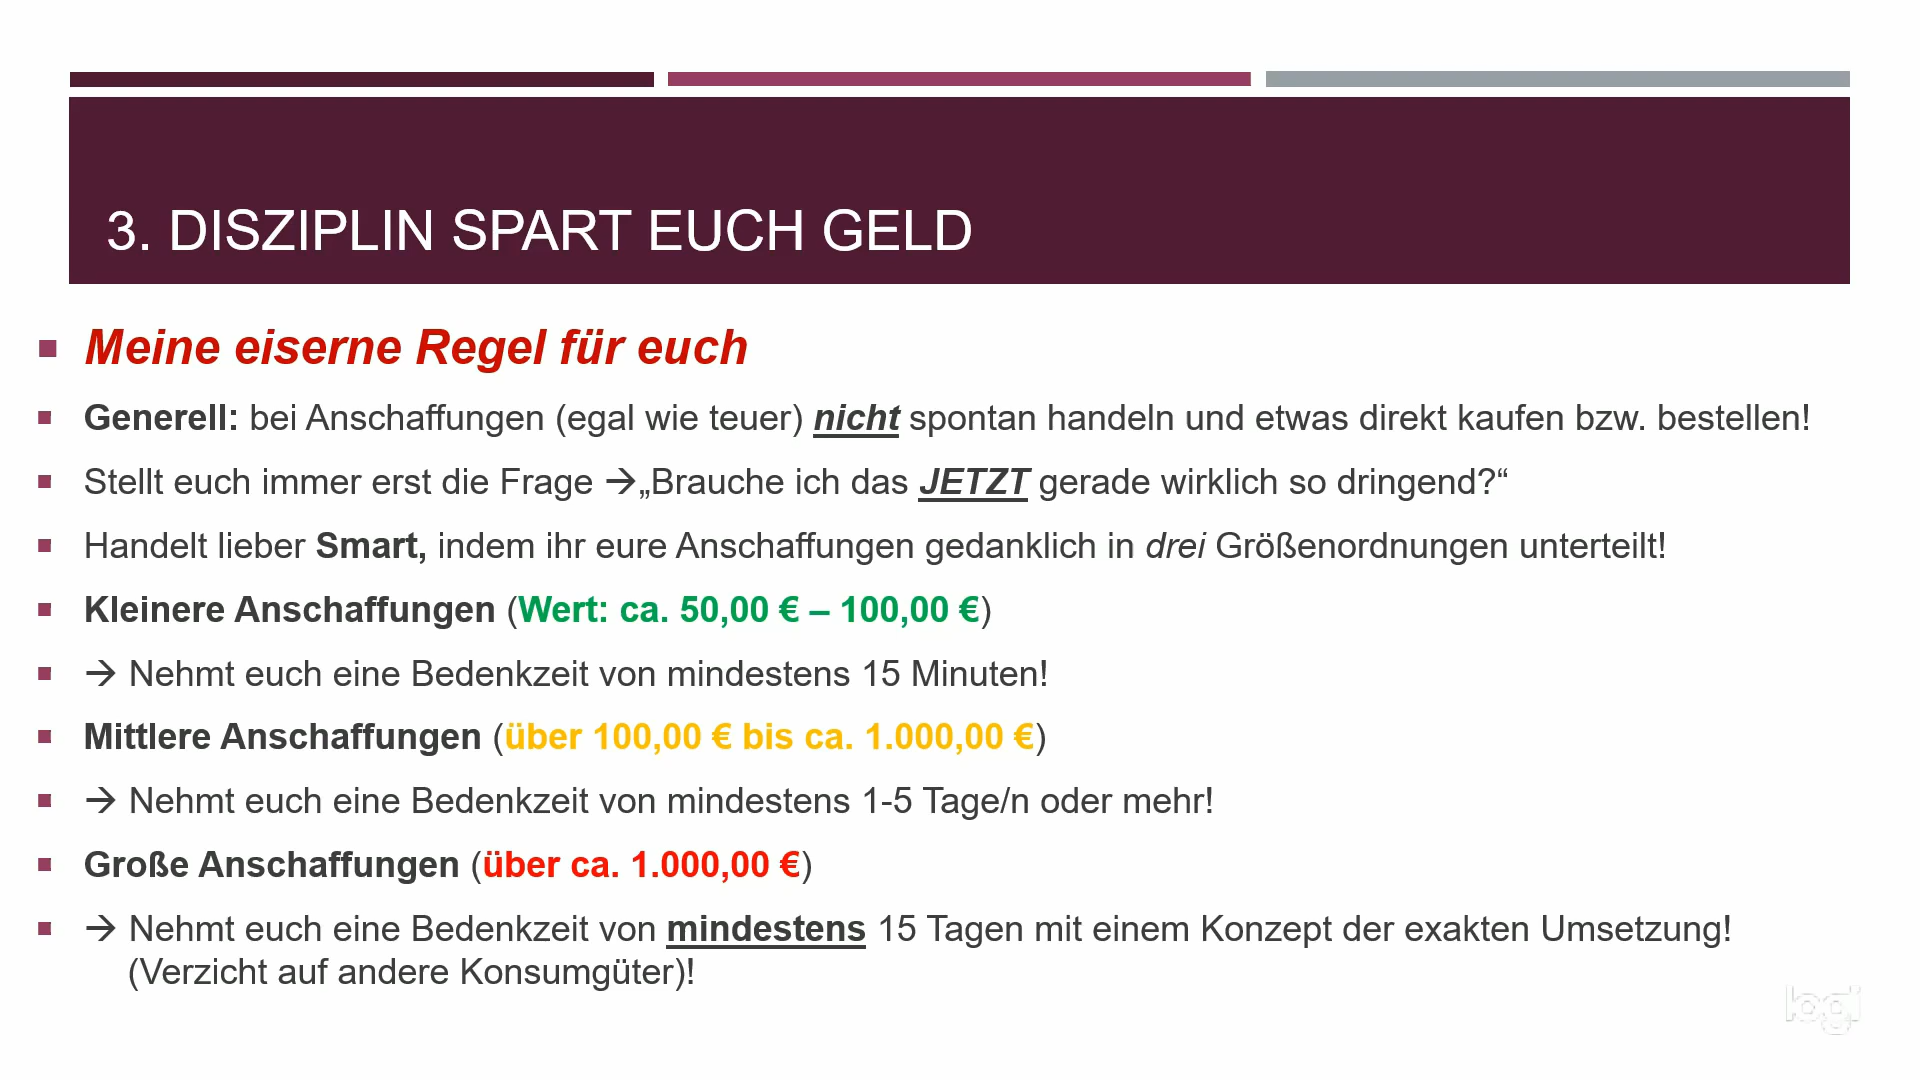 3. DISZIPLIN SPART EUCH GELD
▪ Meine eiserne Regel für euch
▪ Generell: bei Anschaffungen (egal wie teuer) nicht spontan handeln und etwas direkt kaufen bzw. bestellen!
▪ Stellt euch immer erst die Frage →„Brauche ich das JETZT gerade wirklich so dringend?“
▪ Handelt lieber Smart, indem ihr eure Anschaffungen gedanklich in drei Größenordnungen unterteilt!
▪ Kleinere Anschaffungen (Wert: ca. 50,00 € – 100,00 €)
▪ → Nehmt euch eine Bedenkzeit von mindestens 15 Minuten!
▪ Mittlere Anschaffungen (über 100,00 € bis ca. 1.000,00 €)
▪ → Nehmt euch eine Bedenkzeit von mindestens 1-5 Tage/n oder mehr!
▪ Große Anschaffungen (über ca. 1.000,00 €)
▪ → Nehmt euch eine Bedenkzeit von mindestens 15 Tagen mit einem Konzept der exakten Umsetzung!
(Verzicht auf andere Konsumgüter)!
logi